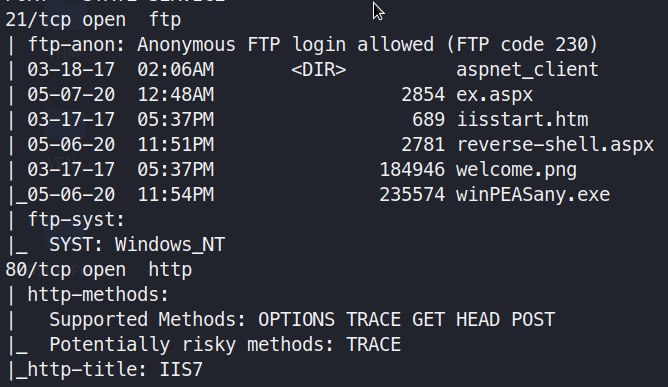 21/tcp open  ftp
| ftp-anon: Anonymous FTP login allowed (FTP code 230)
| 03-18-17  02:06AM       <DIR>          aspnet_client
| 05-07-20  12:48AM                 2854 ex.aspx
| 03-17-17  05:37PM                  689 iisstart.htm
| 05-06-20  11:51PM                 2781 reverse-shell.aspx
| 03-17-17  05:37PM               184946 welcome.png
|_05-06-20  11:54PM               235574 winPEASany.exe
| ftp-syst:
|_  SYST: Windows_NT
80/tcp open  http
| http-methods:
|   Supported Methods: OPTIONS TRACE GET HEAD POST
|_  Potentially risky methods: TRACE
|_http-title: IIS7